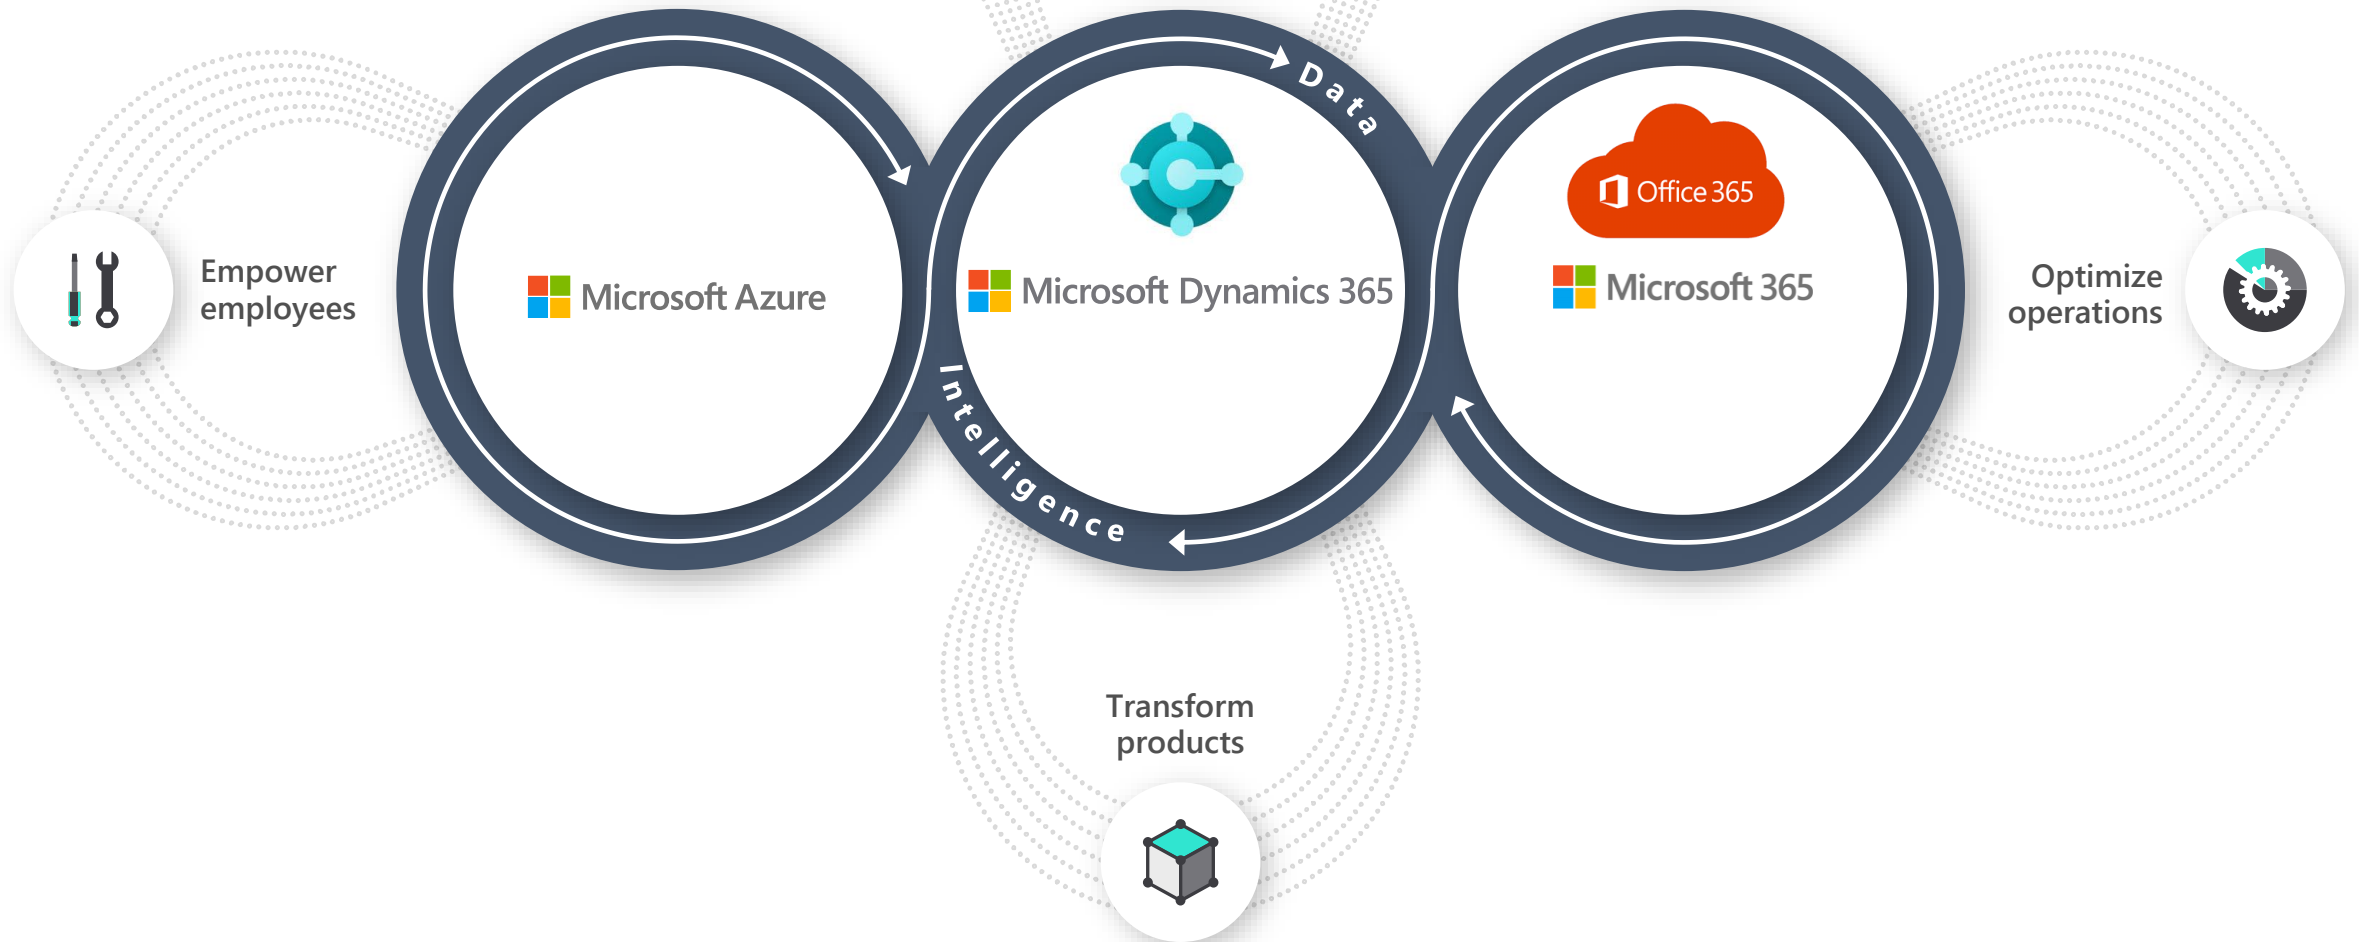 Data
Office 365
Empower
employees
Microsoft Azure
Microsoft Dynamics 365
Microsoft 365
Optimize
operations
Intelligence
Transform
products